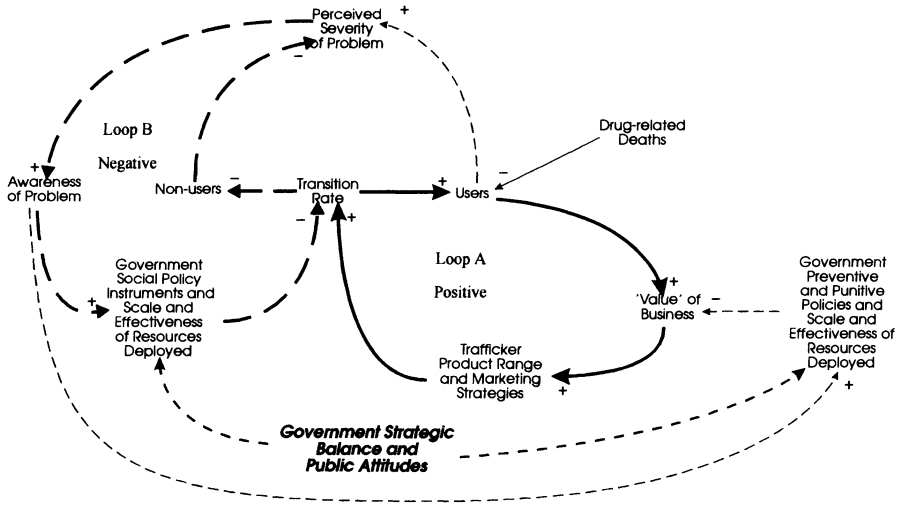 Perceived
Severity
of Problem
+
−
Loop B
Negative
Drug-related
Deaths
+
Awareness
of Problem
Non-users
−
Transition
Rate
+
Users
−
−
+
Loop A
Positive
Government
Social Policy
Instruments and
Scale and
Effectiveness
of Resources
Deployed
+
+
'Value' of
Business
−
Government
Preventive
and Punitive
Policies and
Scale and
Effectiveness of
Resources
Deployed
+
Trafficker
Product Range
and Marketing
Strategies
+
Government Strategic
Balance and
Public Attitudes